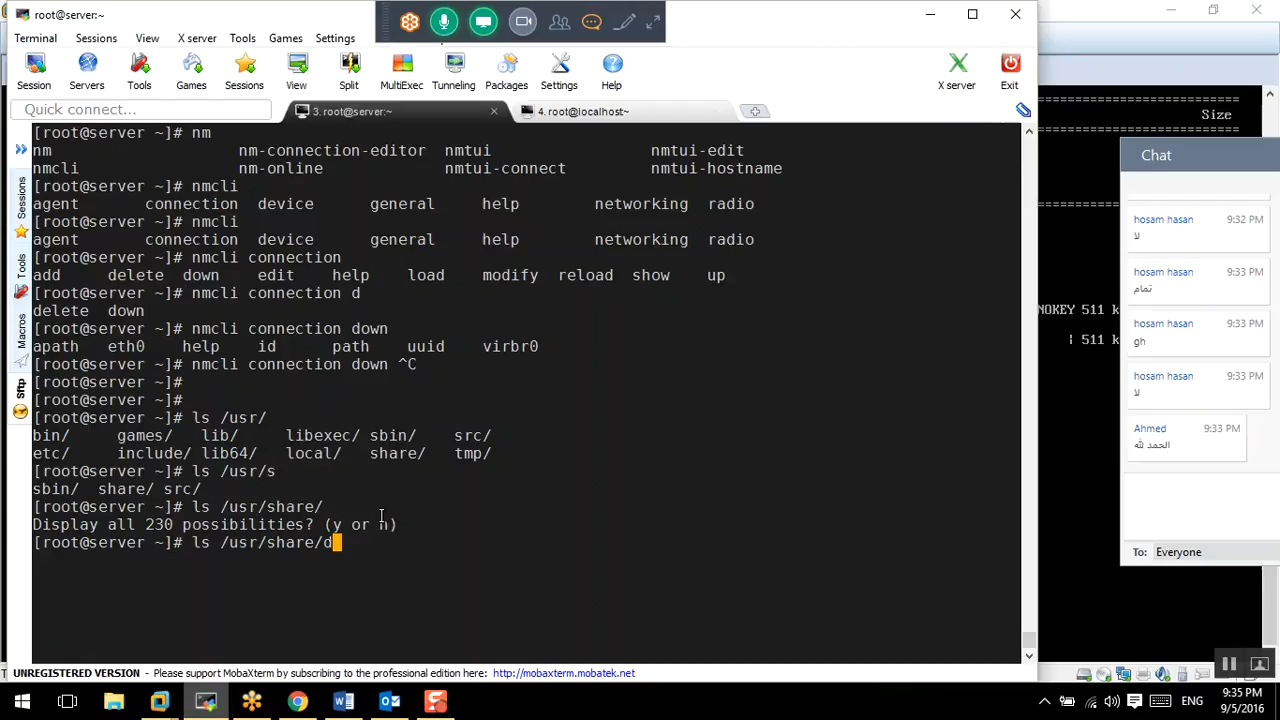 root@server:~
Terminal Sessions View X server Tools Games Settings Macros Help
Session Servers Tools Games Sessions View Split MultiExec Tunneling Packages Settings Help X server Exit
Quick connect...
3. root@server:~
4. root@localhost~
[root@server ~]# nm
nm nm-connection-editor nmtui nmtui-edit
nmcli nm-online nmtui-connect nmtui-hostname
[root@server ~]# nmcli
agent connection device general help networking radio
[root@server ~]# nmcli
agent connection device general help networking radio
[root@server ~]# nmcli connection
add delete down edit help load modify reload show up
[root@server ~]# nmcli connection d
delete down
[root@server ~]# nmcli connection down
apath eth0 help id path uuid virbr0
[root@server ~]# nmcli connection down ^C
[root@server ~]#
[root@server ~]#
[root@server ~]# ls /usr/
bin/ games/ lib/ libexec/ sbin/ src/
etc/ include/ lib64/ local/ share/ tmp/
[root@server ~]# ls /usr/s
sbin/ share/ src/
[root@server ~]# ls /usr/share/
Display all 230 possibilities? (y or n)
[root@server ~]# ls /usr/share/d
Sessions
Tools
Macros
Sftp
UNREGISTERED VERSION - Please support MobaXterm by subscribing to the professional edition here: http://mobaxterm.mobatek.net
Size
NOKEY 511 k
| 511 k
Chat
hosam hasan 9:32 PM
لا
hosam hasan 9:33 PM
تمام
hosam hasan 9:33 PM
gh
hosam hasan 9:33 PM
لا
Ahmed 9:33 PM
الحمد لله
To: Everyone
ENG
9:35 PM
9/5/2016